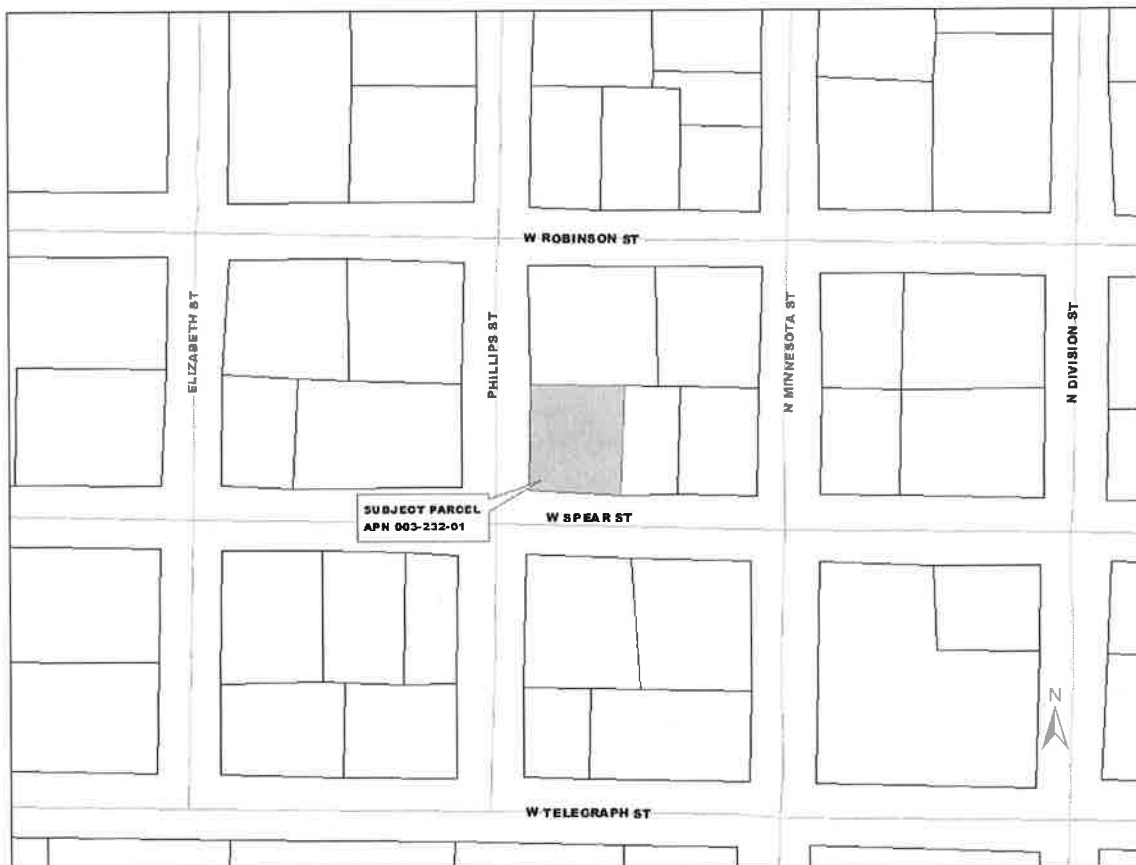 W ROBINSON ST
ELIZABETH ST
PHILLIPS ST
N MINNESOTA ST
N DIVISION ST
SUBJECT PARCEL
APN 003-232-01
W SPEAR ST
N
W TELEGRAPH ST